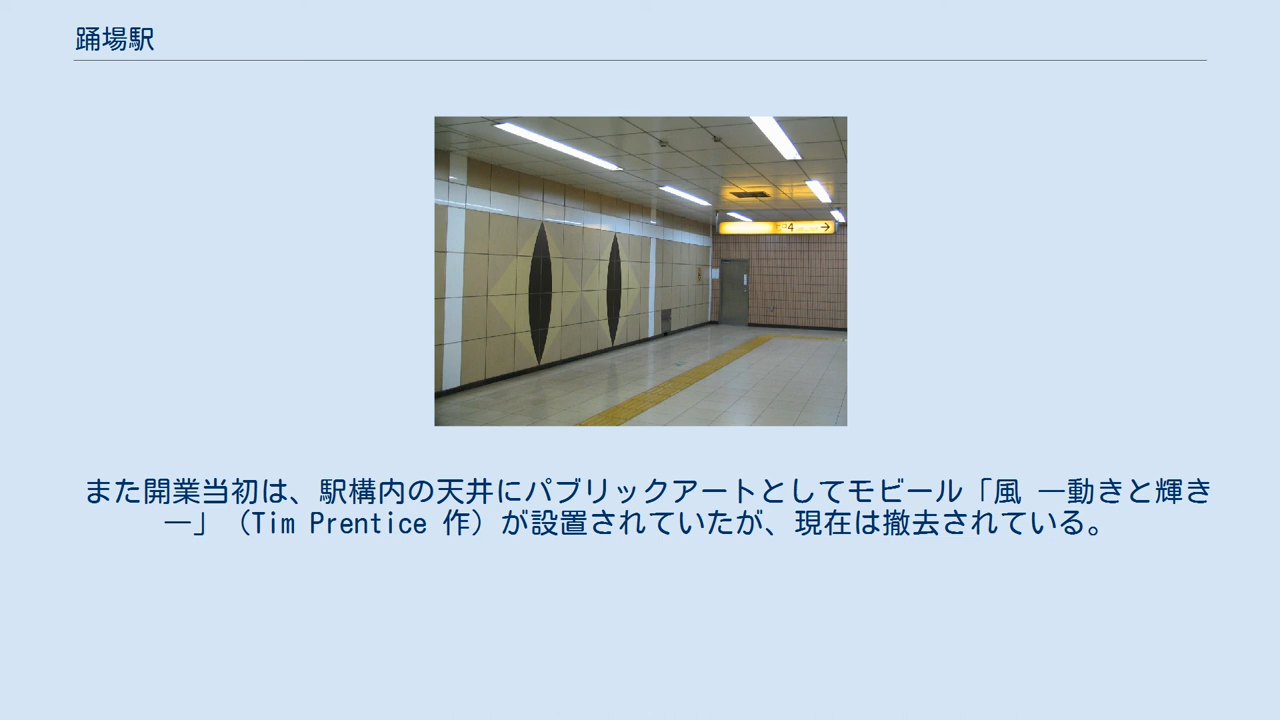 踊場駅
4→
また開業当初は、駅構内の天井にパブリックアートとしてモビール「風 ―動きと輝き
―」（Tim Prentice 作）が設置されていたが、現在は撤去されている。